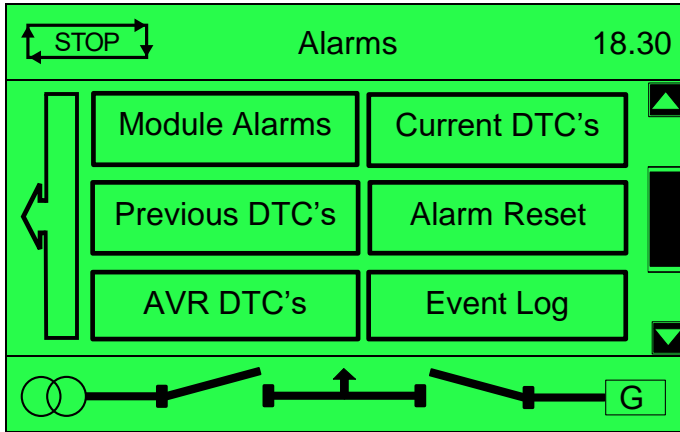 STOP Alarms 18.30
Module Alarms Current DTC’s
Previous DTC’s Alarm Reset
AVR DTC’s Event Log
G